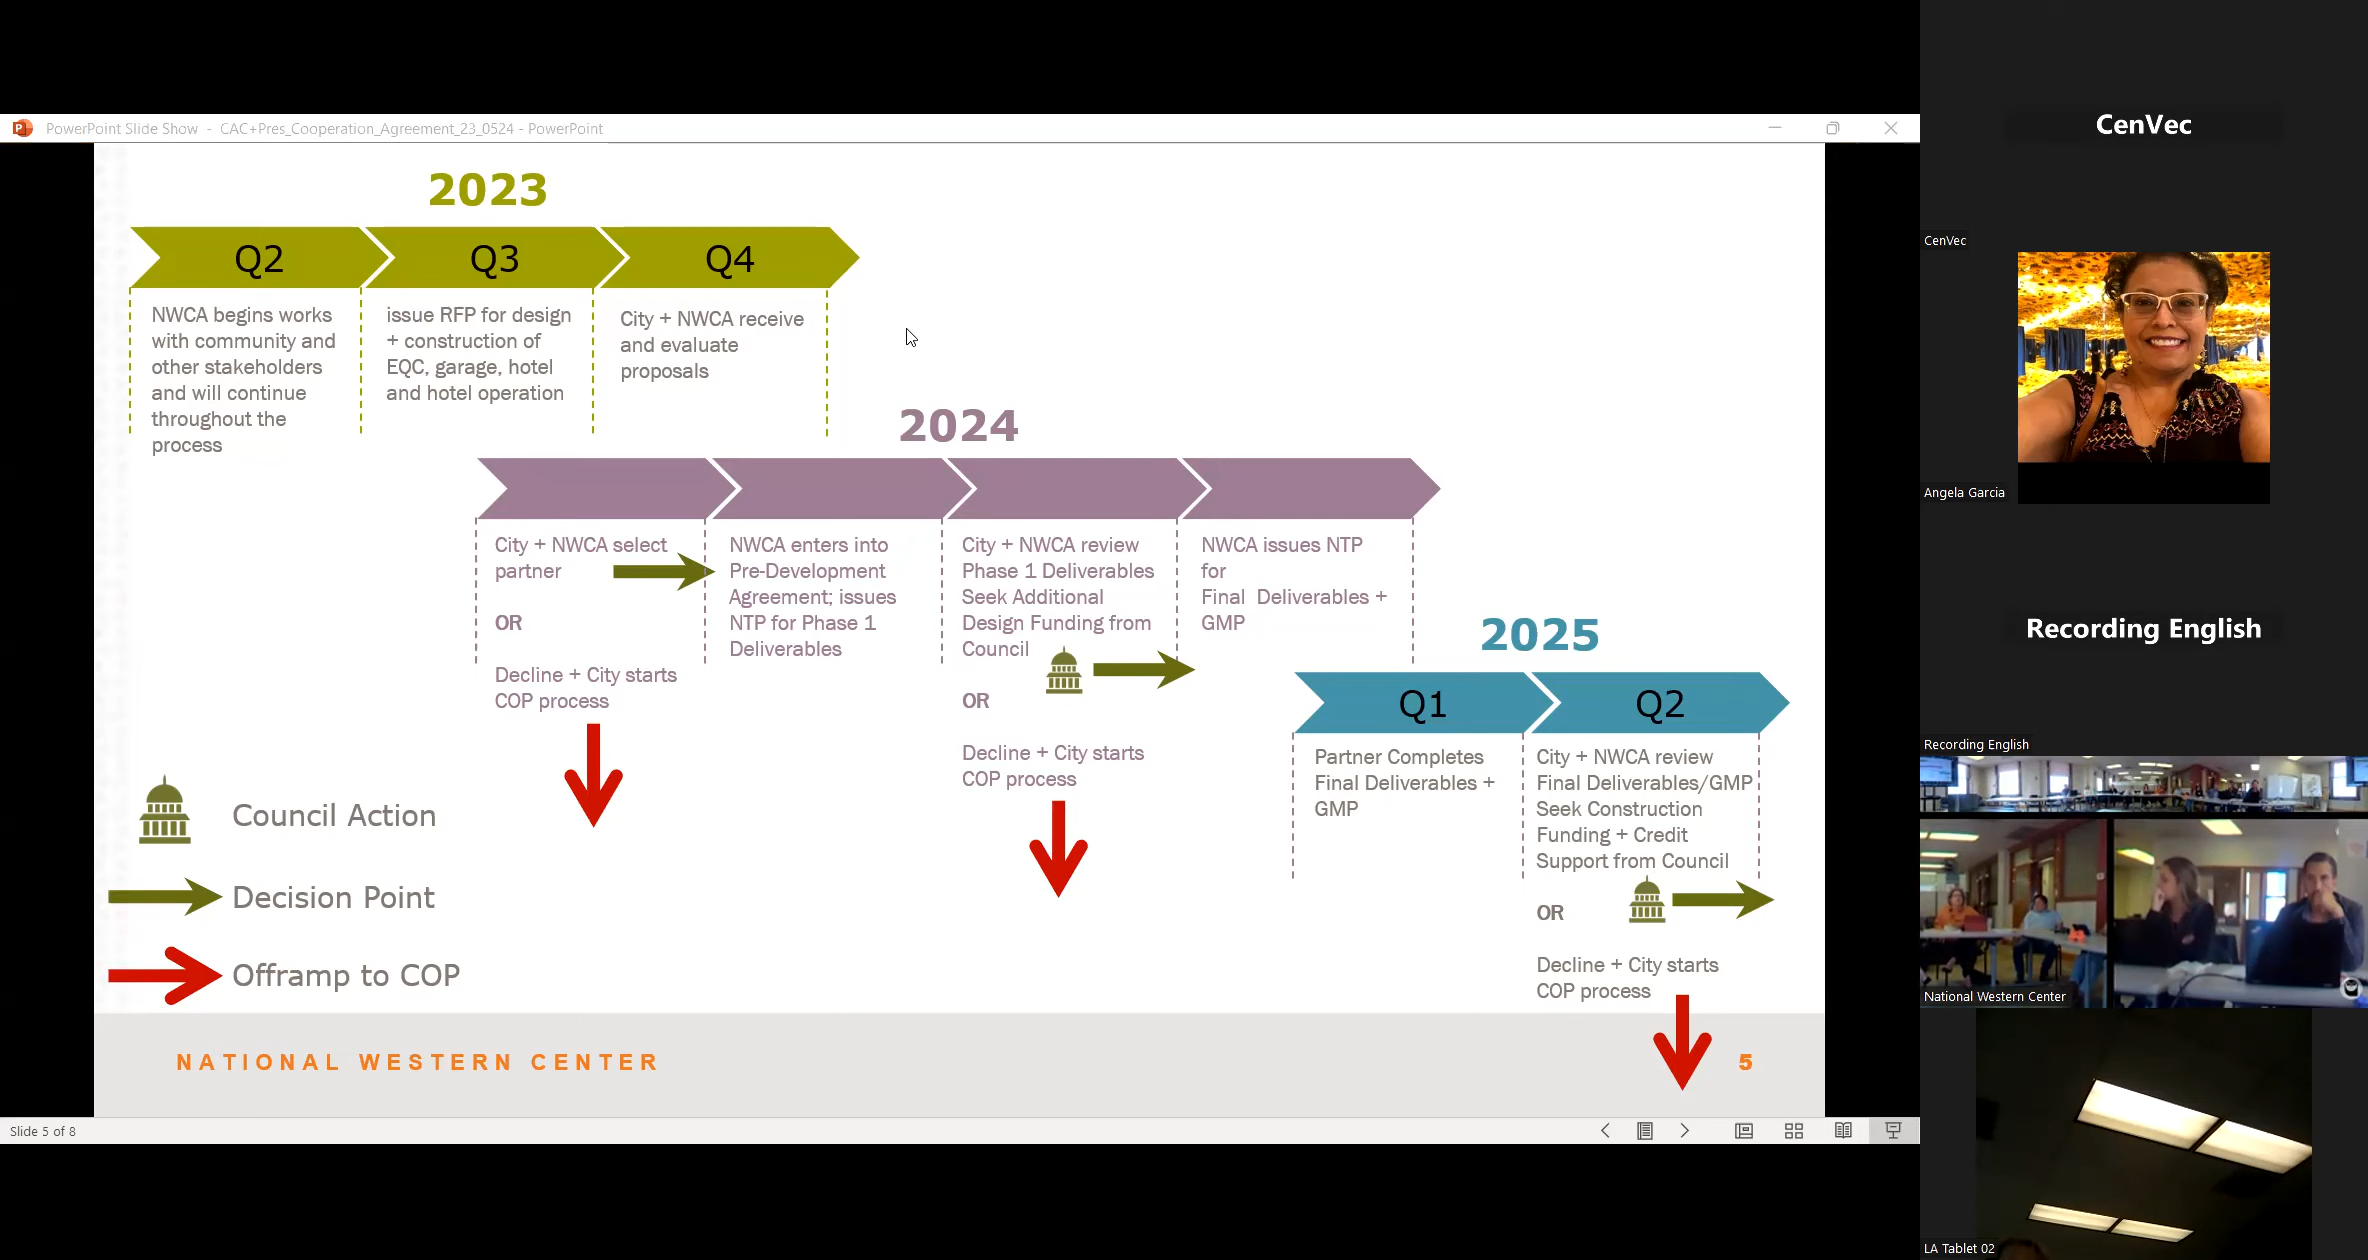 PowerPoint Slide Show - CAC+Pres_Cooperation_Agreement_23_0524 - PowerPoint
2023
Q2
Q3
Q4
NWCA begins works
with community and
other stakeholders
and will continue
throughout the
process
issue RFP for design
+ construction of
EQC, garage, hotel
and hotel operation
City + NWCA receive
and evaluate
proposals
2024
City + NWCA select
partner
OR
Decline + City starts
COP process
NWCA enters into
Pre-Development
Agreement; issues
NTP for Phase 1
Deliverables
City + NWCA review
Phase 1 Deliverables
Seek Additional
Design Funding from
Council
OR
Decline + City starts
COP process
NWCA issues NTP
for
Final Deliverables +
GMP
2025
Q1
Q2
Partner Completes
Final Deliverables +
GMP
City + NWCA review
Final Deliverables/GMP
Seek Construction
Funding + Credit
Support from Council
OR
Decline + City starts
COP process
Council Action
Decision Point
Offramp to COP
NATIONAL WESTERN CENTER
5
Slide 5 of 8
CenVec
CenVec
Angela Garcia
Recording English
Recording English
National Western Center
LA Tablet 02